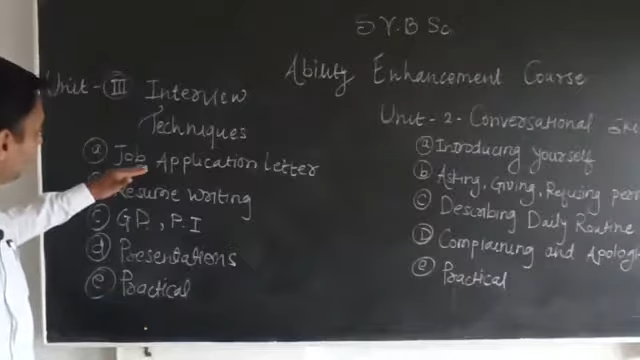 S.Y.B Sc
Ability Enhancement Course
Unit - III Interview
Techniques
a Job Application Letter
Resume Writing
c GD, P.I
d Presentations
e Practical
Unit - 2 - Conversational
a Introducing yourself
b Asking, Giving, Refusing
c Describing Daily Routine
D Complaining and
e Practical